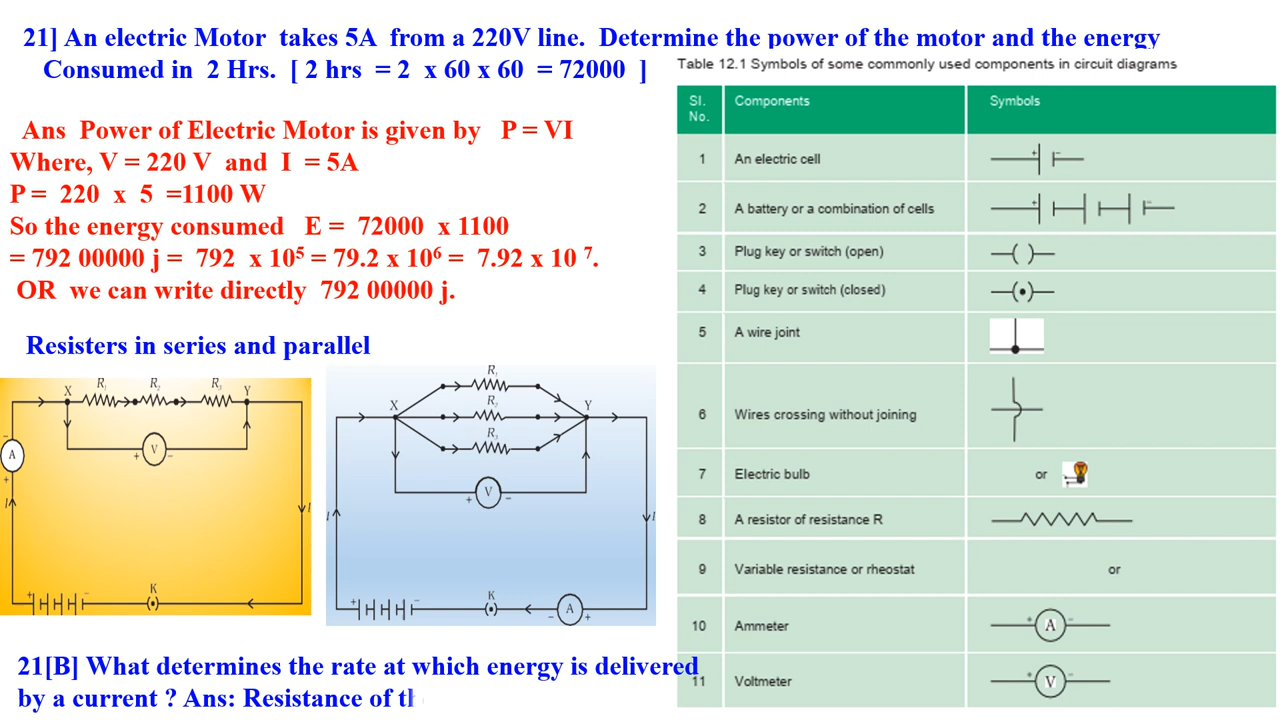 21] An electric Motor takes 5A from a 220V line. Determine the power of the motor and the energy
Consumed in 2 Hrs. [ 2 hrs = 2 x 60 x 60 = 72000 ]
Ans Power of Electric Motor is given by P = VI
Where, V = 220 V and I = 5A
P = 220 x 5 =1100 W
So the energy consumed E = 72000 x 1100
= 792 00000 j = 792 x 10⁵ = 79.2 x 10⁶ = 7.92 x 10 ⁷.
OR we can write directly 792 00000 j.
Resisters in series and parallel
X R₁ R₂ R₃ Y
+ V −
−
A
+
I I
K
+ −
R₁
X R₂ Y
R₃
+ V −
I I
K
+ − − A +
21[B] What determines the rate at which energy is delivered
by a current ? Ans: Resistance of
Table 12.1 Symbols of some commonly used components in circuit diagrams
Sl. No. Components Symbols
1 An electric cell + −
2 A battery or a combination of cells + −
3 Plug key or switch (open)
4 Plug key or switch (closed)
5 A wire joint
6 Wires crossing without joining
7 Electric bulb or
8 A resistor of resistance R
9 Variable resistance or rheostat or
10 Ammeter + A −
11 Voltmeter + V −